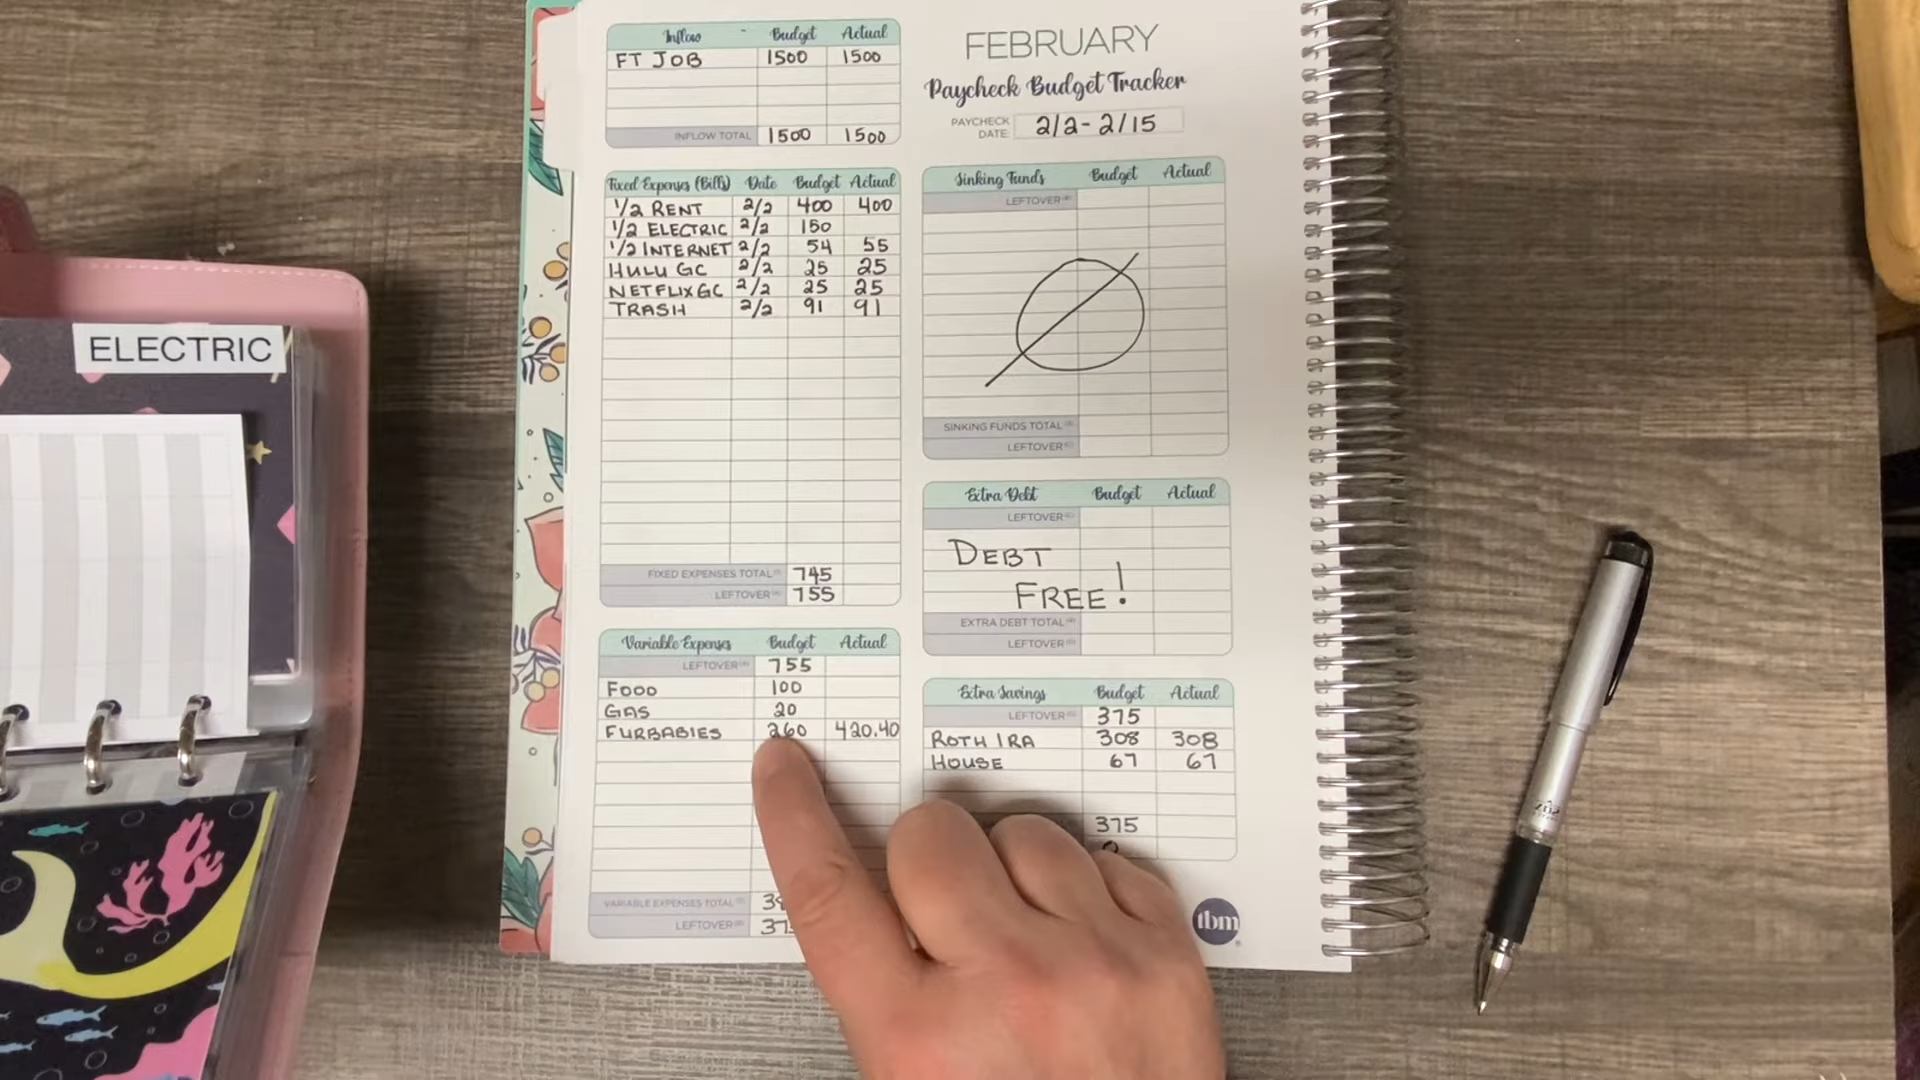 Inflow - Budget Actual
FT JOB 1500 1500
INFLOW TOTAL 1500 1500
FEBRUARY
Paycheck Budget Tracker
PAYCHECK DATE: 2/2-2/15
Fixed Expenses (Bills) Date Budget Actual
1/2 RENT 2/2 400 400
1/2 ELECTRIC 2/2 150
1/2 INTERNET 2/2 54 55
HULU GC 2/2 25 25
NETFLIX GC 2/2 25 25
TRASH 2/2 91 91
FIXED EXPENSES TOTAL 745
LEFTOVER 755
Variable Expenses Budget Actual
LEFTOVER 755
FOOD 100
GAS 20
FURBABIES 260 420.40
VARIABLE EXPENSES TOTAL
LEFTOVER
Sinking Funds Budget Actual
LEFTOVER
SINKING FUNDS TOTAL
LEFTOVER
Extra Debt Budget Actual
LEFTOVER
DEBT
FREE!
EXTRA DEBT TOTAL
LEFTOVER
Extra Savings Budget Actual
LEFTOVER 375
ROTH IRA 308 308
HOUSE 67 67
375
tbm
ELECTRIC